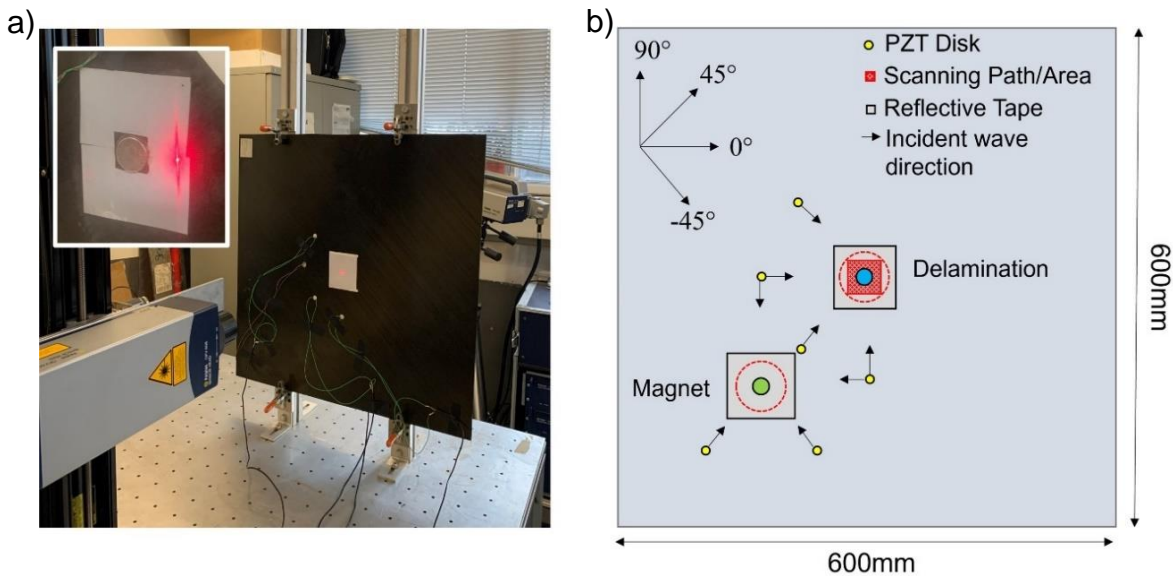 a)
b)
90°
45°
0°
-45°
PZT Disk
Scanning Path/Area
Reflective Tape
Incident wave
direction
Delamination
Magnet
600mm
600mm